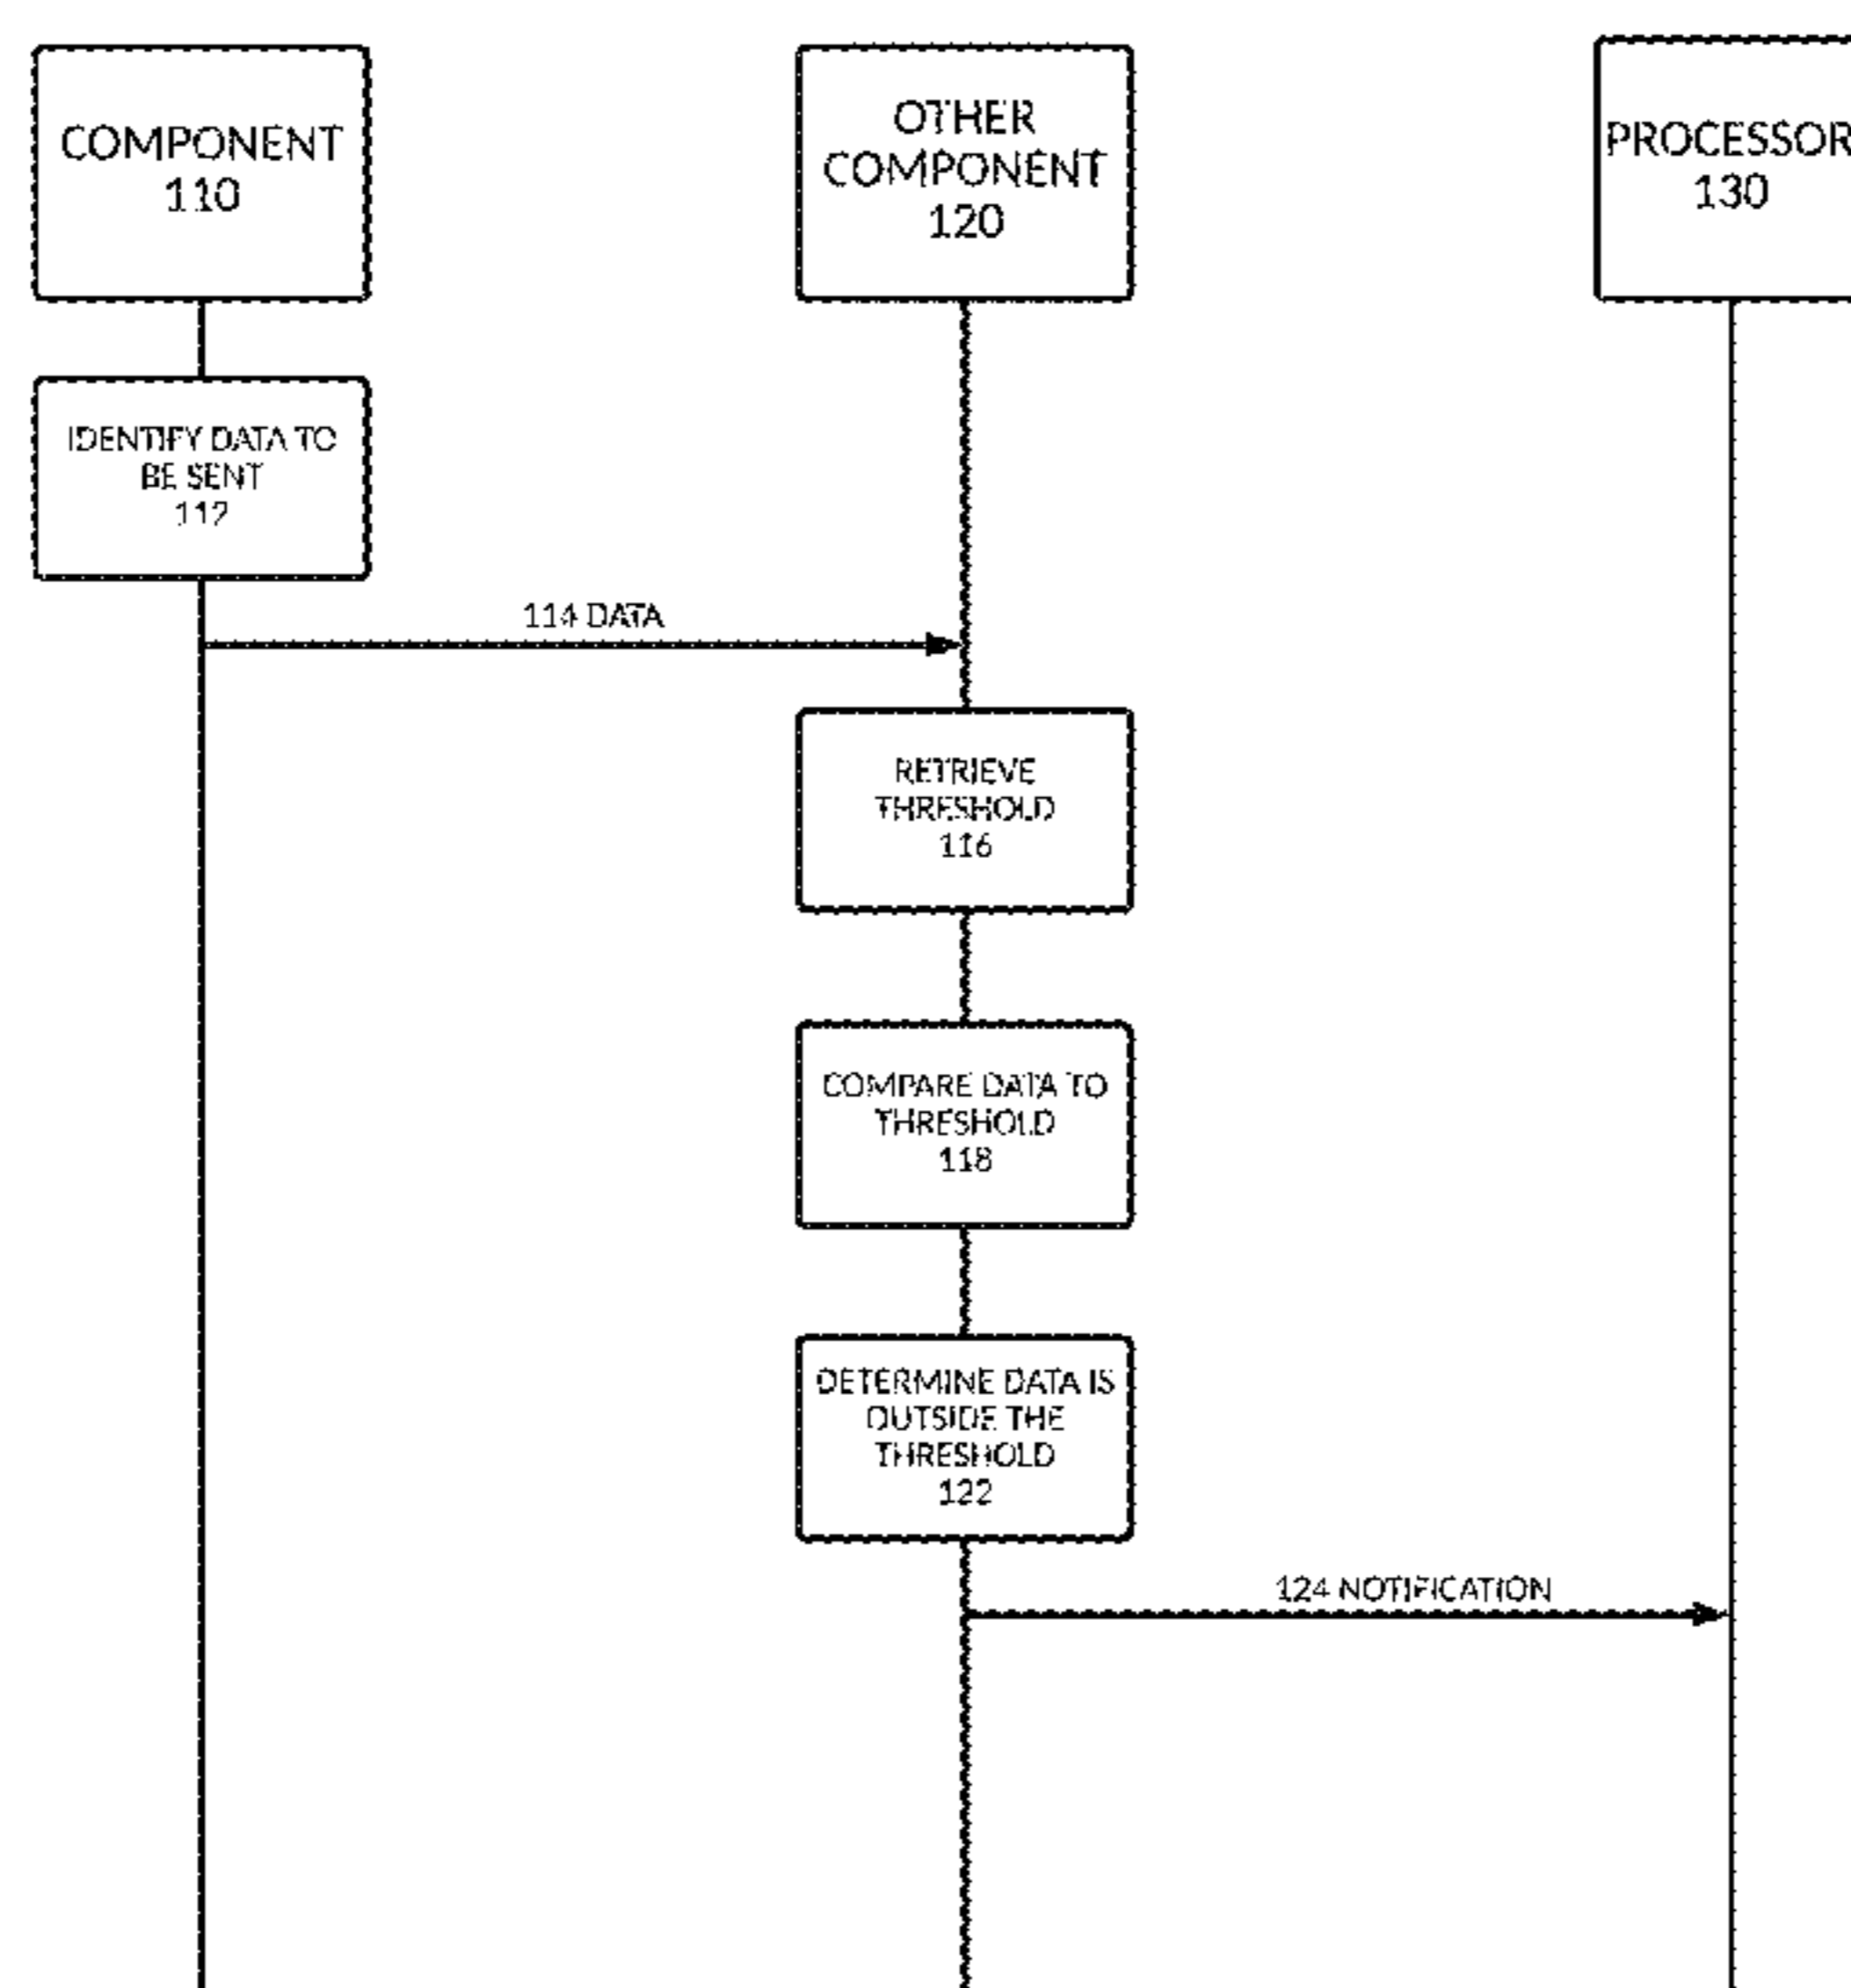 COMPONENT
110
OTHER
COMPONENT
120
PROCESSOR
130
IDENTIFY DATA TO
BE SENT
112
114 DATA
RETRIEVE
THRESHOLD
116
COMPARE DATA TO
THRESHOLD
118
DETERMINE DATA IS
OUTSIDE THE
THRESHOLD
122
124 NOTIFICATION